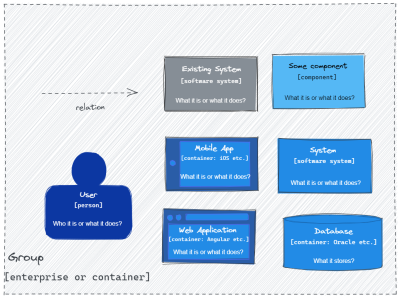 Existing System
[software system]
What it is or what it does?
Some component
[component]
What it is or what it does?
relation
Mobile App
[container: iOS etc.]
What it is or what it does?
System
[software system]
What it is or what it does?
User
[person]
Who it is or what it does?
Web Application
[container: Angular etc.]
What it is or what it does?
Database
[container: Oracle etc.]
What it stores?
Group
[enterprise or container]